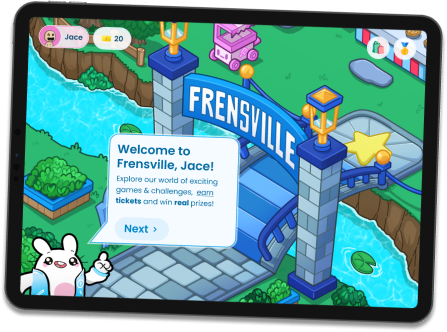 Jace
20
FRENSVILLE
Welcome to
Frensville, Jace!
Explore our world of exciting
games & challenges, earn
tickets and win real prizes!
Next ›